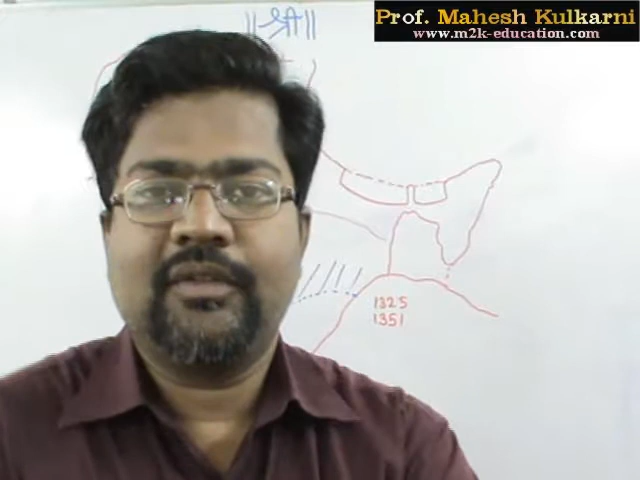 Prof. Mahesh Kulkarni
www.m2k-education.com
॥श्री॥
1325
1351